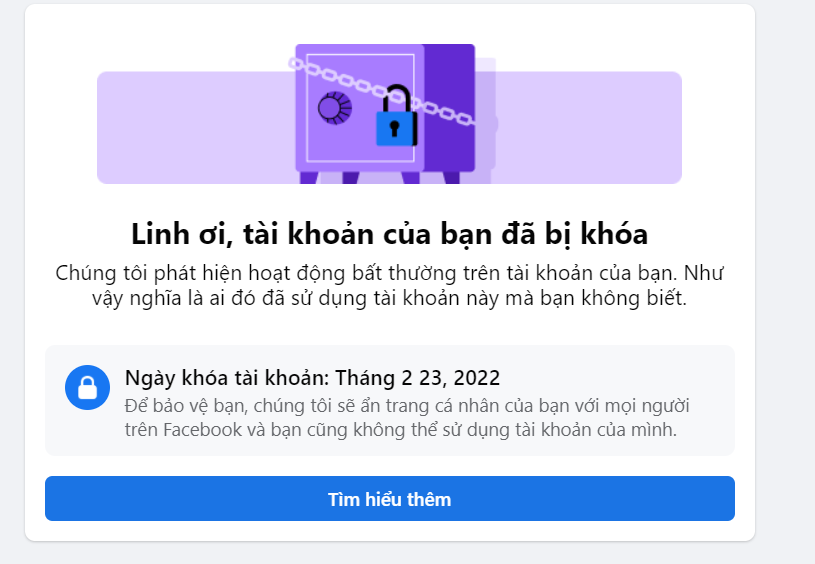 Linh ơi, tài khoản của bạn đã bị khóa
Chúng tôi phát hiện hoạt động bất thường trên tài khoản của bạn. Như
vậy nghĩa là ai đó đã sử dụng tài khoản này mà bạn không biết.
Ngày khóa tài khoản: Tháng 2 23, 2022
Để bảo vệ bạn, chúng tôi sẽ ẩn trang cá nhân của bạn với mọi người
trên Facebook và bạn cũng không thể sử dụng tài khoản của mình.
Tìm hiểu thêm